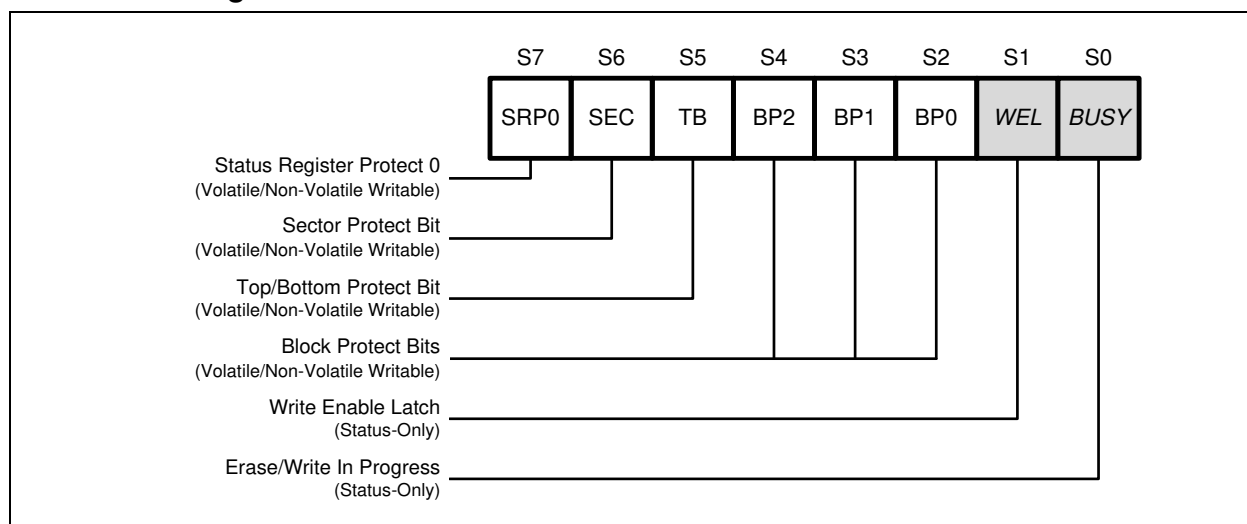 S7 S6 S5 S4 S3 S2 S1 S0
SRP0 SEC TB BP2 BP1 BP0 WEL BUSY
Status Register Protect 0
(Volatile/Non-Volatile Writable)
Sector Protect Bit
(Volatile/Non-Volatile Writable)
Top/Bottom Protect Bit
(Volatile/Non-Volatile Writable)
Block Protect Bits
(Volatile/Non-Volatile Writable)
Write Enable Latch
(Status-Only)
Erase/Write In Progress
(Status-Only)